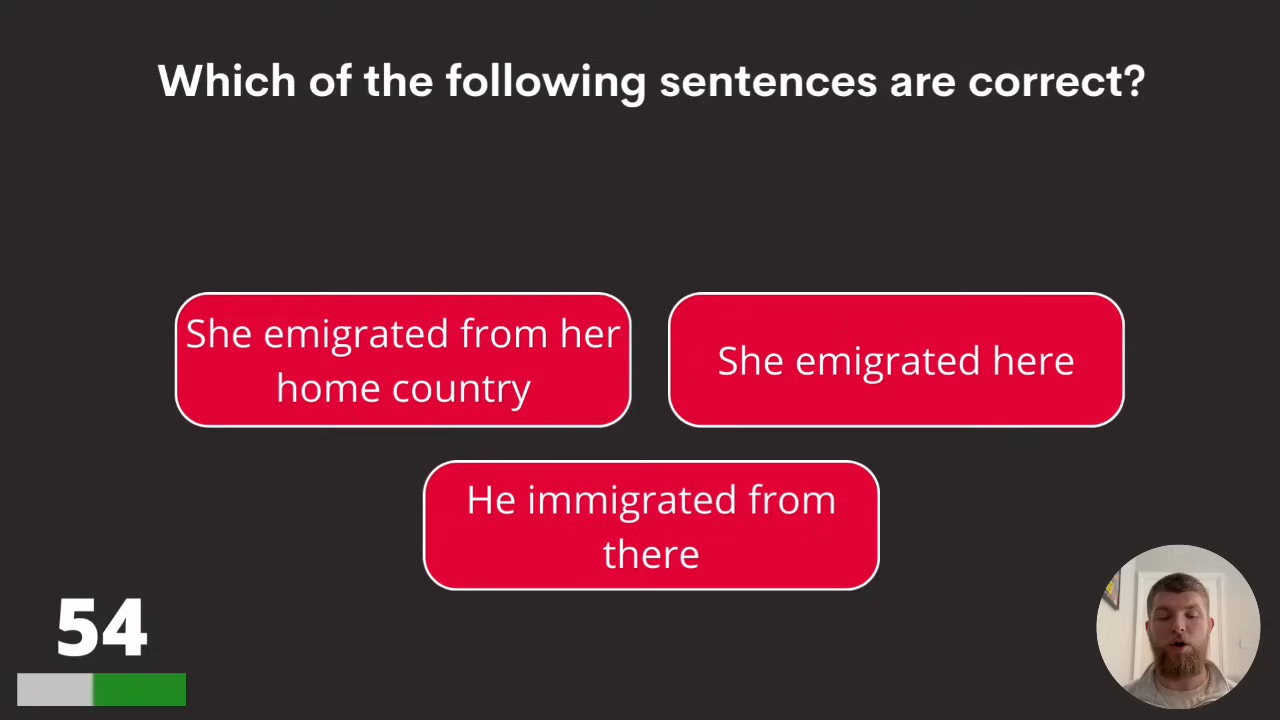 Which of the following sentences are correct?
She emigrated from her
home country
She emigrated here
He immigrated from
there
54